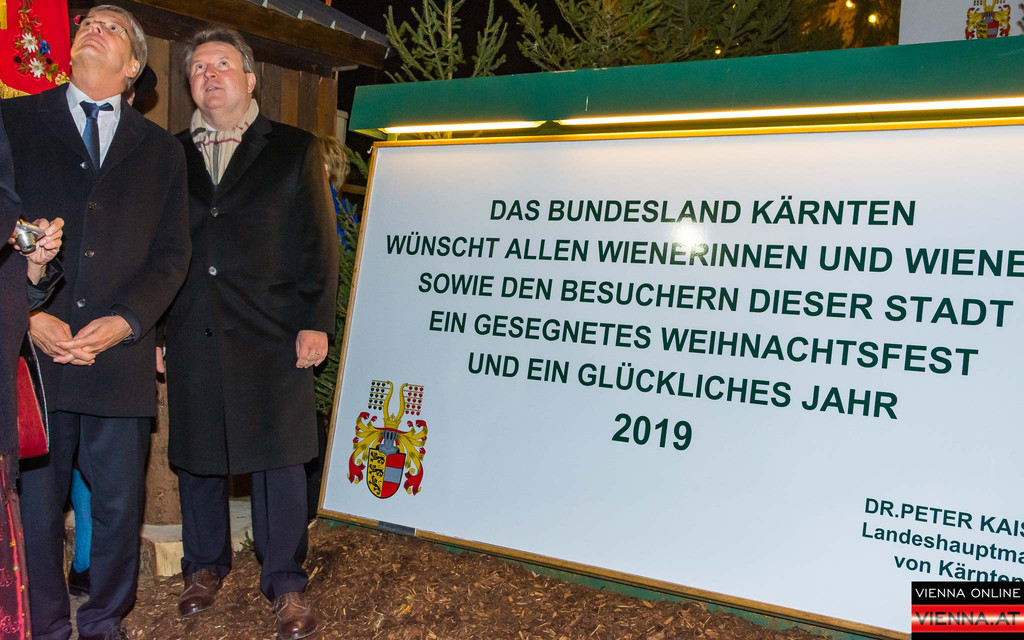 DAS BUNDESLAND KÄRNTEN
WÜNSCHT ALLEN WIENERINNEN UND WIENE
SOWIE DEN BESUCHERN DIESER STADT
EIN GESEGNETES WEIHNACHTSFEST
UND EIN GLÜCKLICHES JAHR
2019
DR.PETER KAIS
Landeshauptma
von Kärnten
VIENNA ONLINE
VIENNA.AT